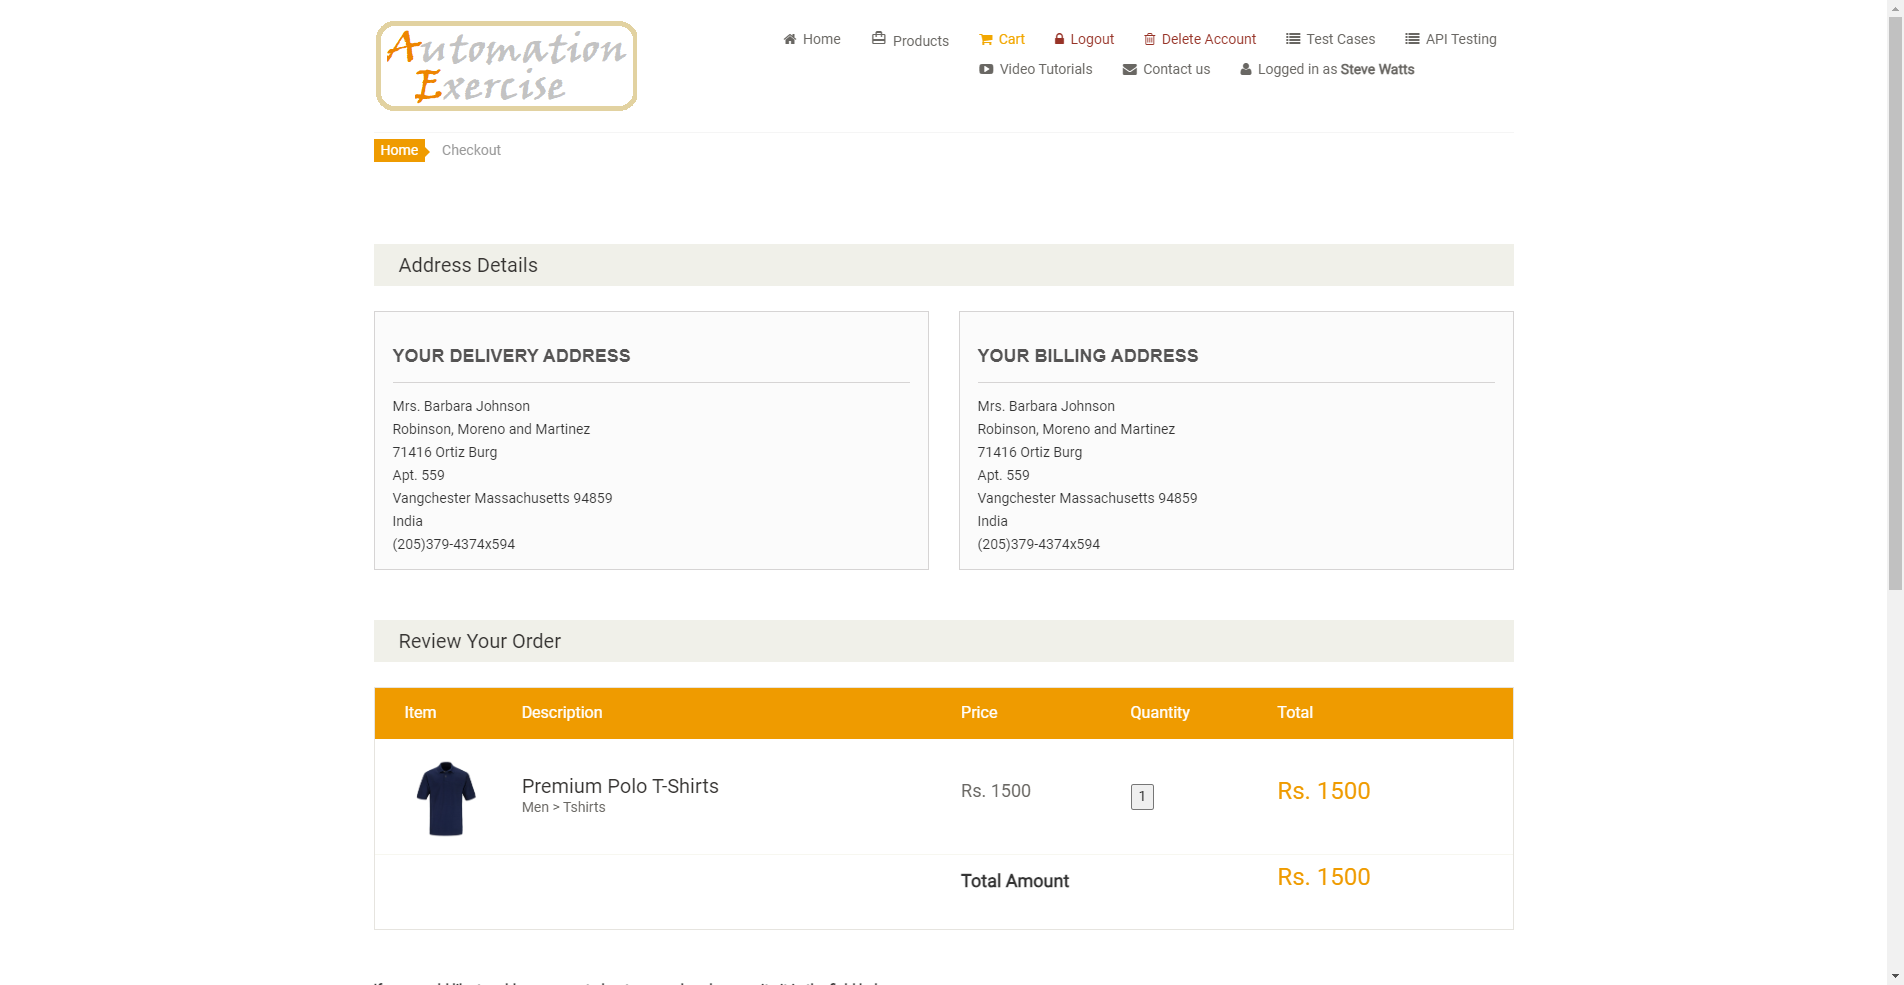 Automation
Exercise
Home
Products
Cart
Logout
Delete Account
Test Cases
API Testing
Video Tutorials
Contact us
Logged in as Steve Watts
Home
Checkout
Address Details
YOUR DELIVERY ADDRESS
Mrs. Barbara Johnson
Robinson, Moreno and Martinez
71416 Ortiz Burg
Apt. 559
Vangchester Massachusetts 94859
India
(205)379-4374x594
YOUR BILLING ADDRESS
Mrs. Barbara Johnson
Robinson, Moreno and Martinez
71416 Ortiz Burg
Apt. 559
Vangchester Massachusetts 94859
India
(205)379-4374x594
Review Your Order
Item Description Price Quantity Total
Premium Polo T-Shirts
Men > Tshirts
Rs. 1500
1
Rs. 1500
Total Amount
Rs. 1500